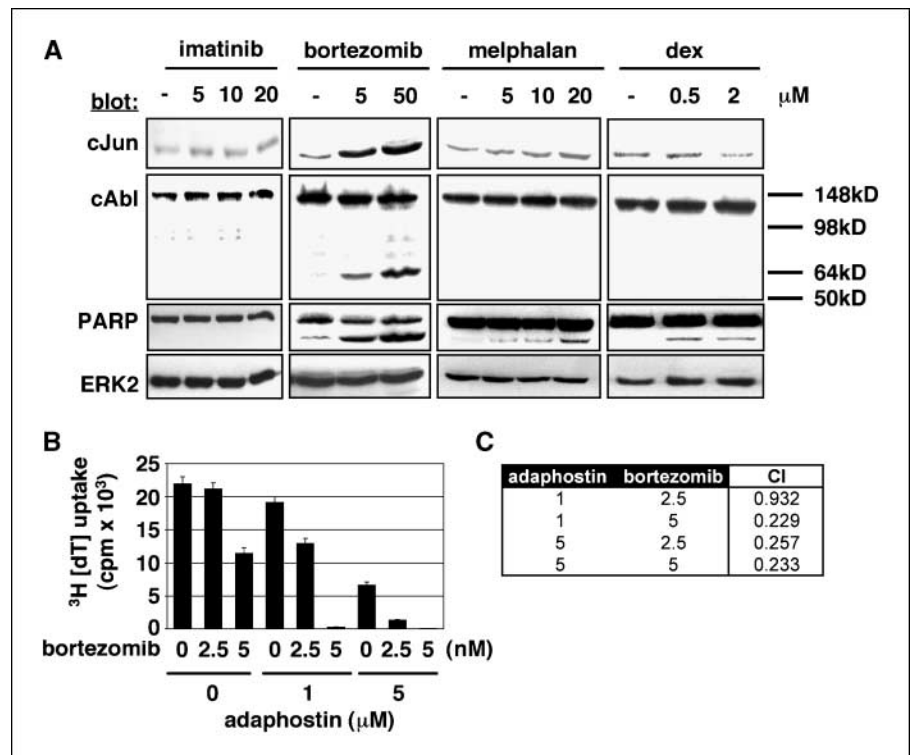 A
imatinib bortezomib melphalan dex
blot: - 5 10 20 - 5 50 - 5 10 20 - 0.5 2 μM
cJun
cAbl
148kD
98kD
64kD
50kD
PARP
ERK2
B
³H [dT] uptake
(cpm x 10³)
25
20
15
10
5
0
bortezomib 0 2.5 5 0 2.5 5 0 2.5 5 (nM)
0 1 5
adaphostin (μM)
C
adaphostin bortezomib CI
1 2.5 0.932
1 5 0.229
5 2.5 0.257
5 5 0.233